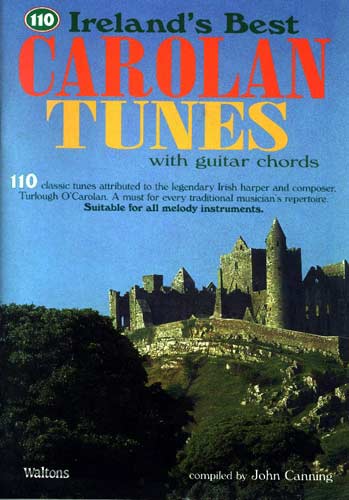 110 Ireland's Best
CAROLAN
TUNES
with guitar chords
110 classic tunes attributed to the legendary Irish harper and composer,
Turlough O'Carolan. A must for every traditional musician's repertoire.
Suitable for all melody instruments.
Waltons
compiled by John Canning